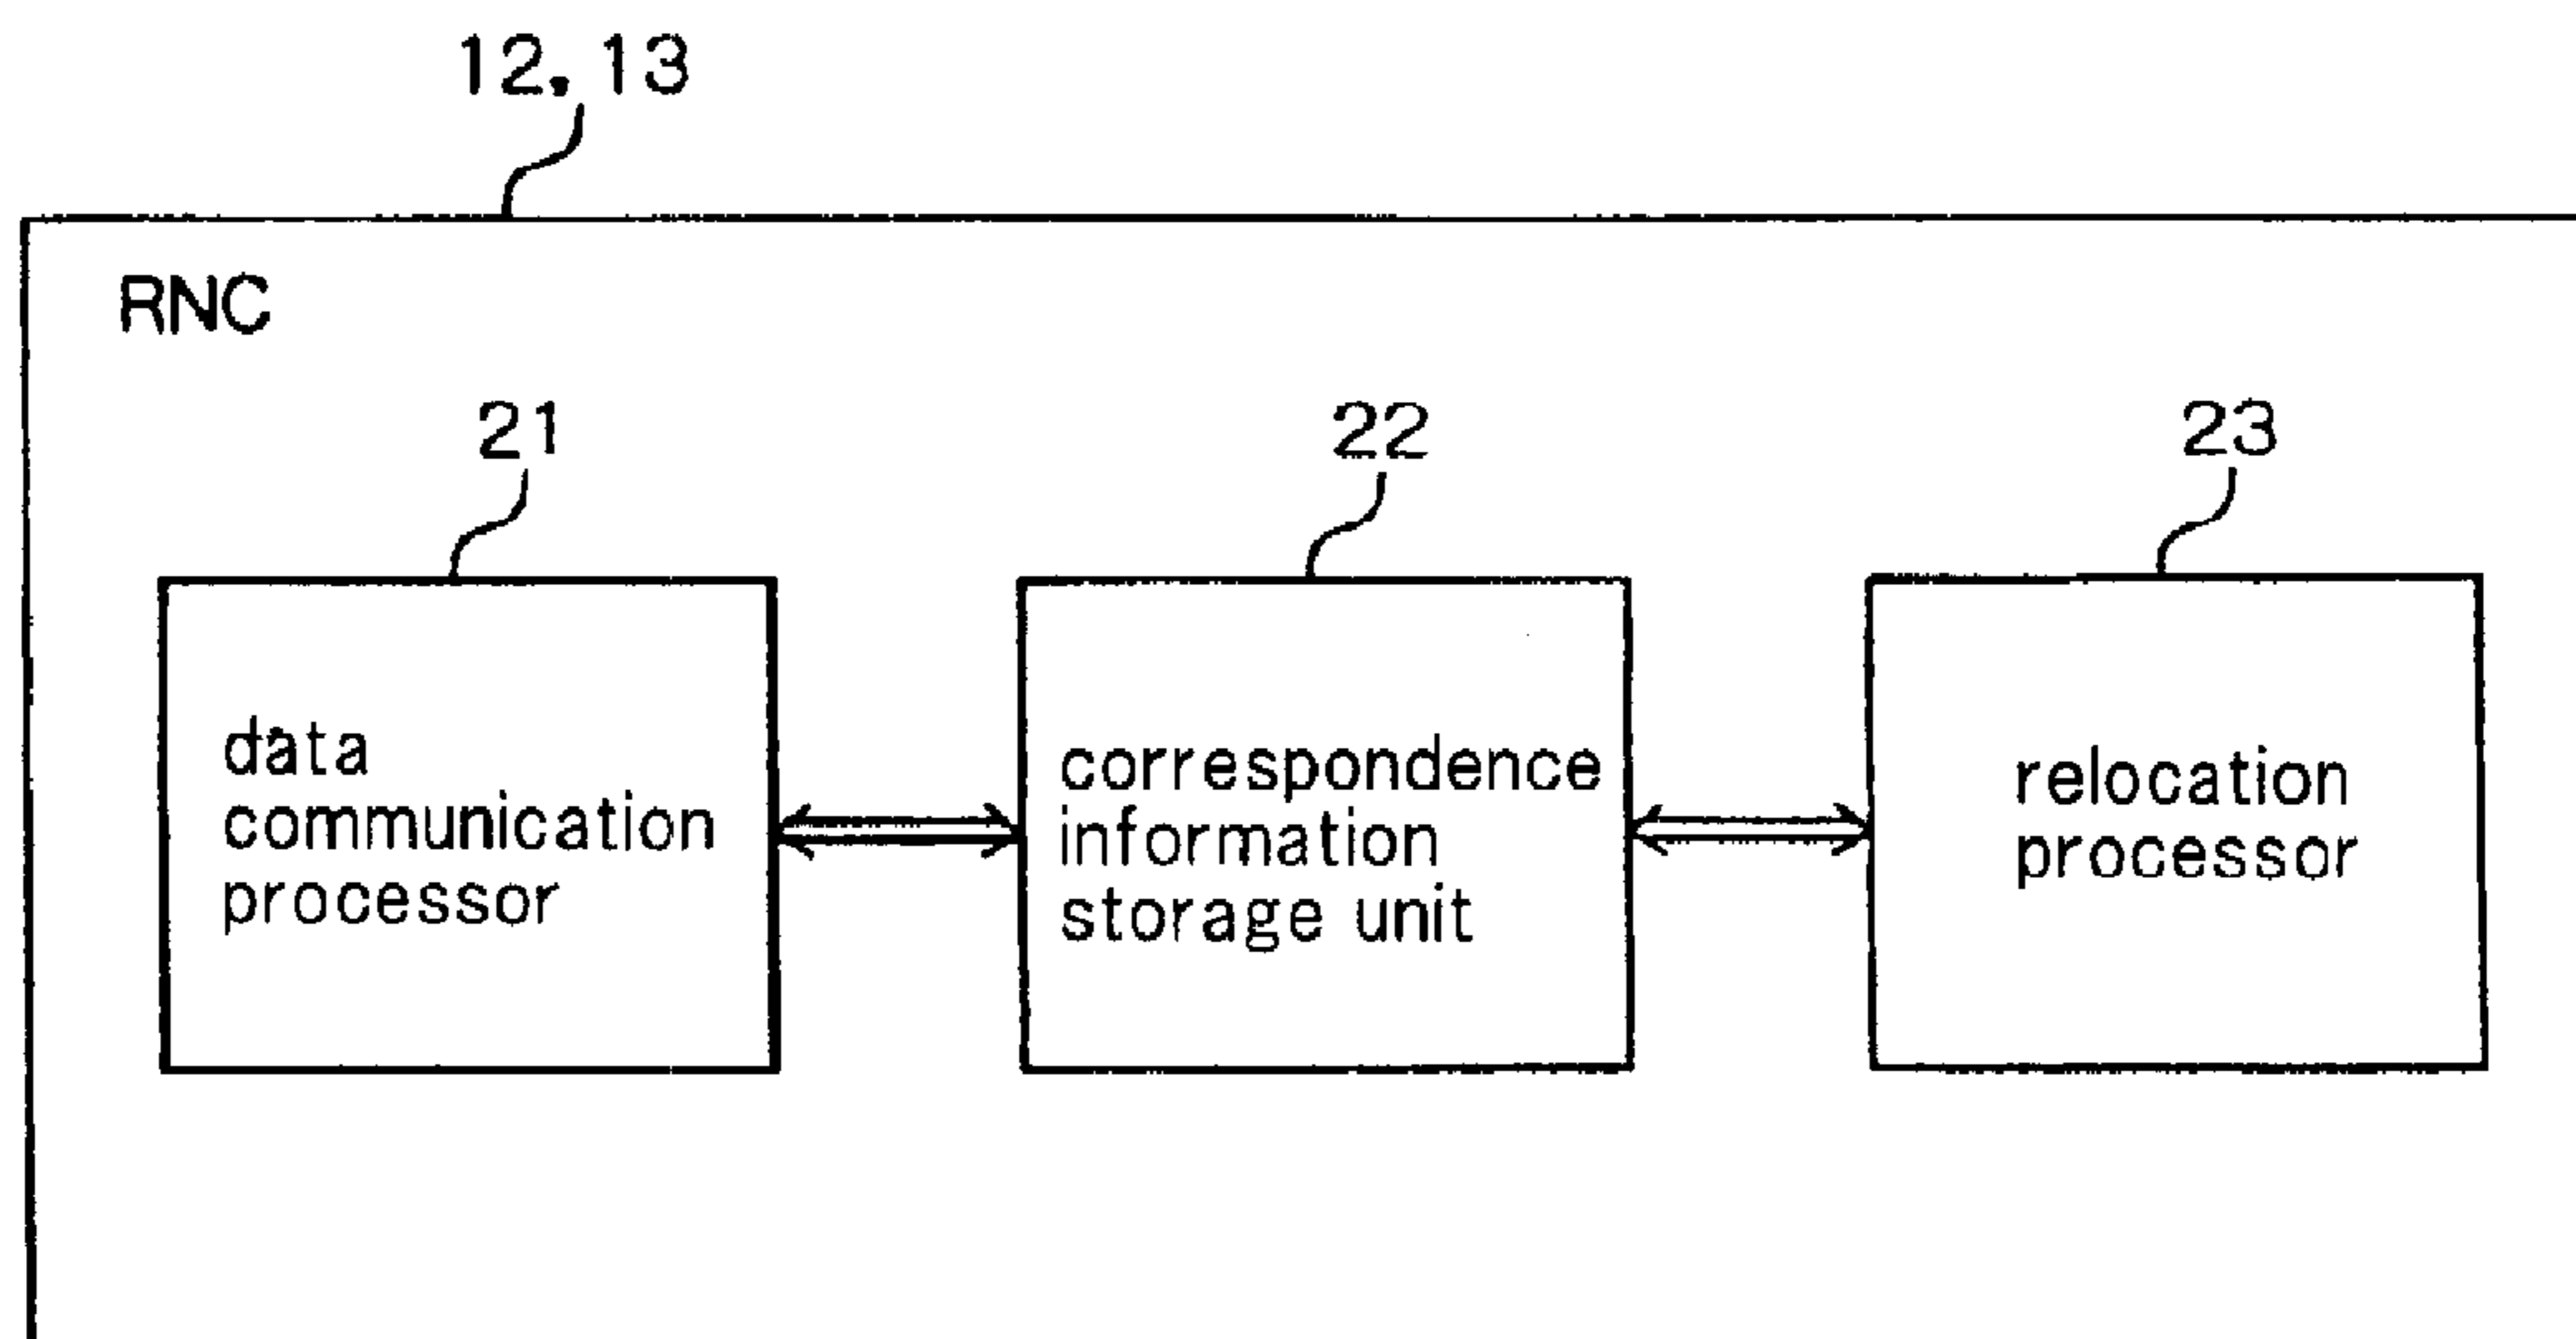 12, 13
RNC
21
22
23
data
communication
processor
correspondence
information
storage unit
relocation
processor